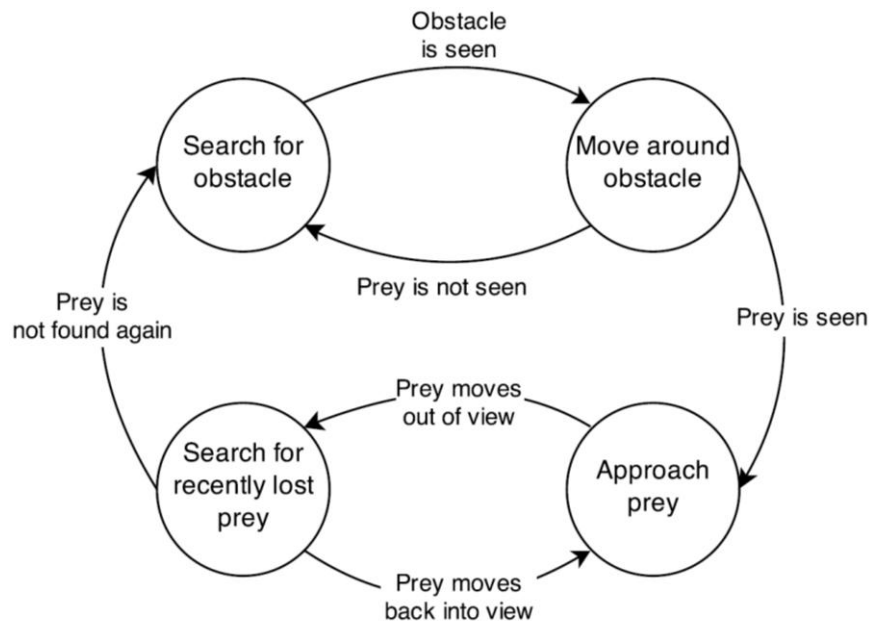 Obstacle
is seen
Search for
obstacle
Move around
obstacle
Prey is not seen
Prey is
not found again
Prey is seen
Prey moves
out of view
Search for
recently lost
prey
Approach
prey
Prey moves
back into view